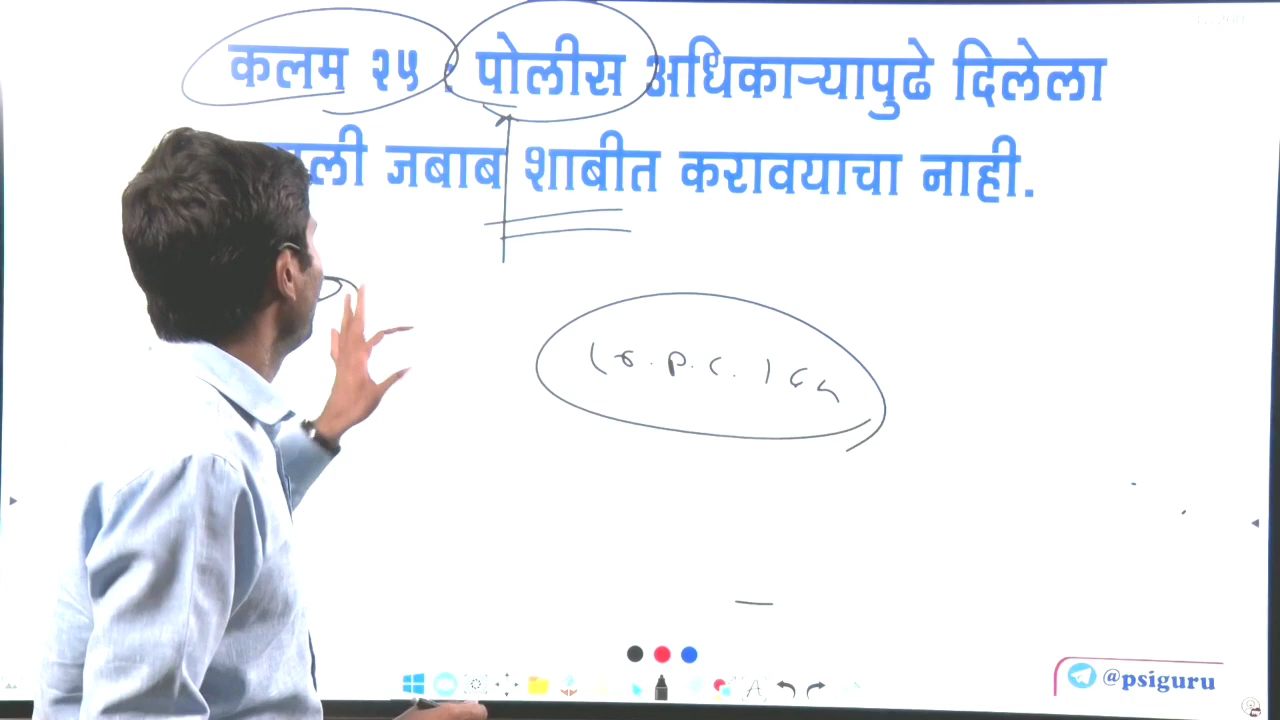 कलम २५ : पोलीस अधिकाऱ्यापुढे दिलेला
जबाब शाबीत करावयाचा नाही.
Cr.P.C. 164
@psiguru